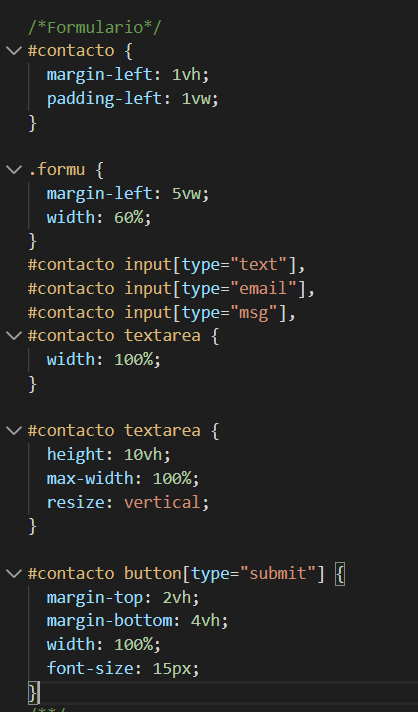 /*Formulario*/
#contacto {
margin-left: 1vh;
padding-left: 1vw;
}
.formu {
margin-left: 5vw;
width: 60%;
}
#contacto input[type="text"],
#contacto input[type="email"],
#contacto input[type="msg"],
#contacto textarea {
width: 100%;
}
#contacto textarea {
height: 10vh;
max-width: 100%;
resize: vertical;
}
#contacto button[type="submit"] {
margin-top: 2vh;
margin-bottom: 4vh;
width: 100%;
font-size: 15px;
}
/**/